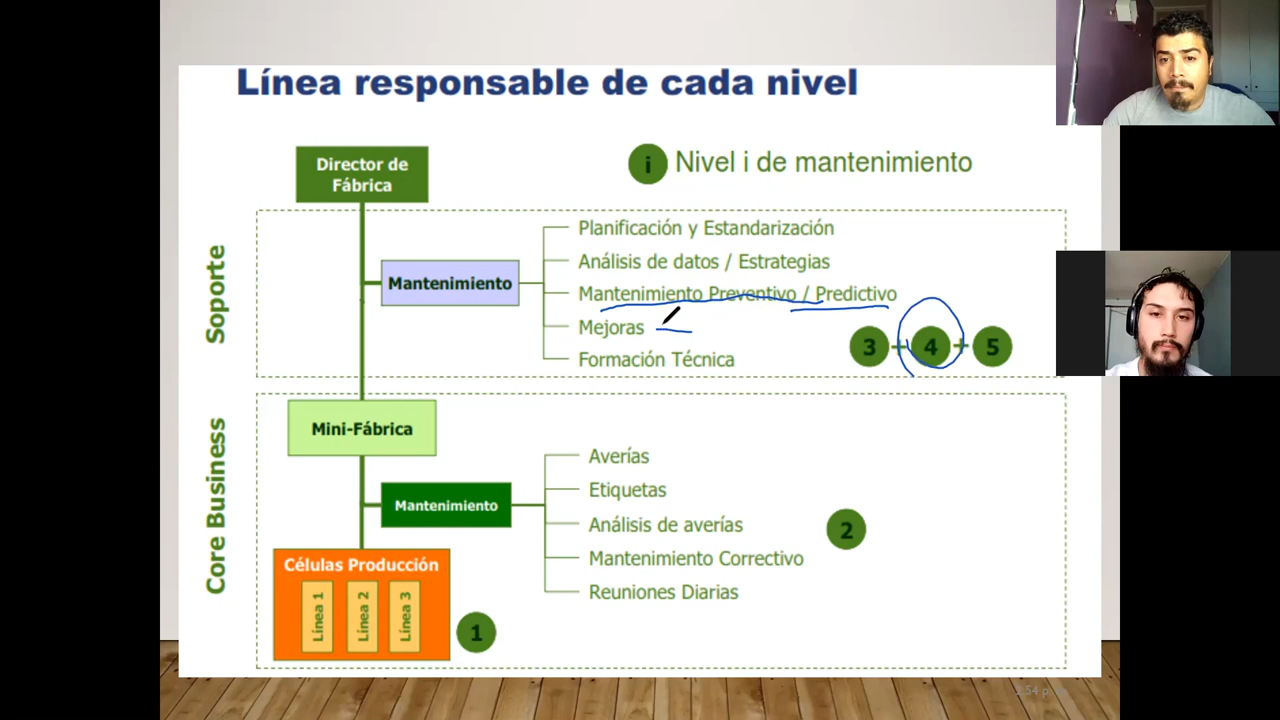 Línea responsable de cada nivel
Director de
Fábrica
i Nivel i de mantenimiento
Soporte
Mantenimiento
Planificación y Estandarización
Análisis de datos / Estrategias
Mantenimiento Preventivo / Predictivo
Mejoras
Formación Técnica
3 + 4 + 5
Core Business
Mini-Fábrica
Mantenimiento
Averías
Etiquetas
Análisis de averías
Mantenimiento Correctivo
Reuniones Diarias
2
Células Producción
Línea 1
Línea 2
Línea 3
1